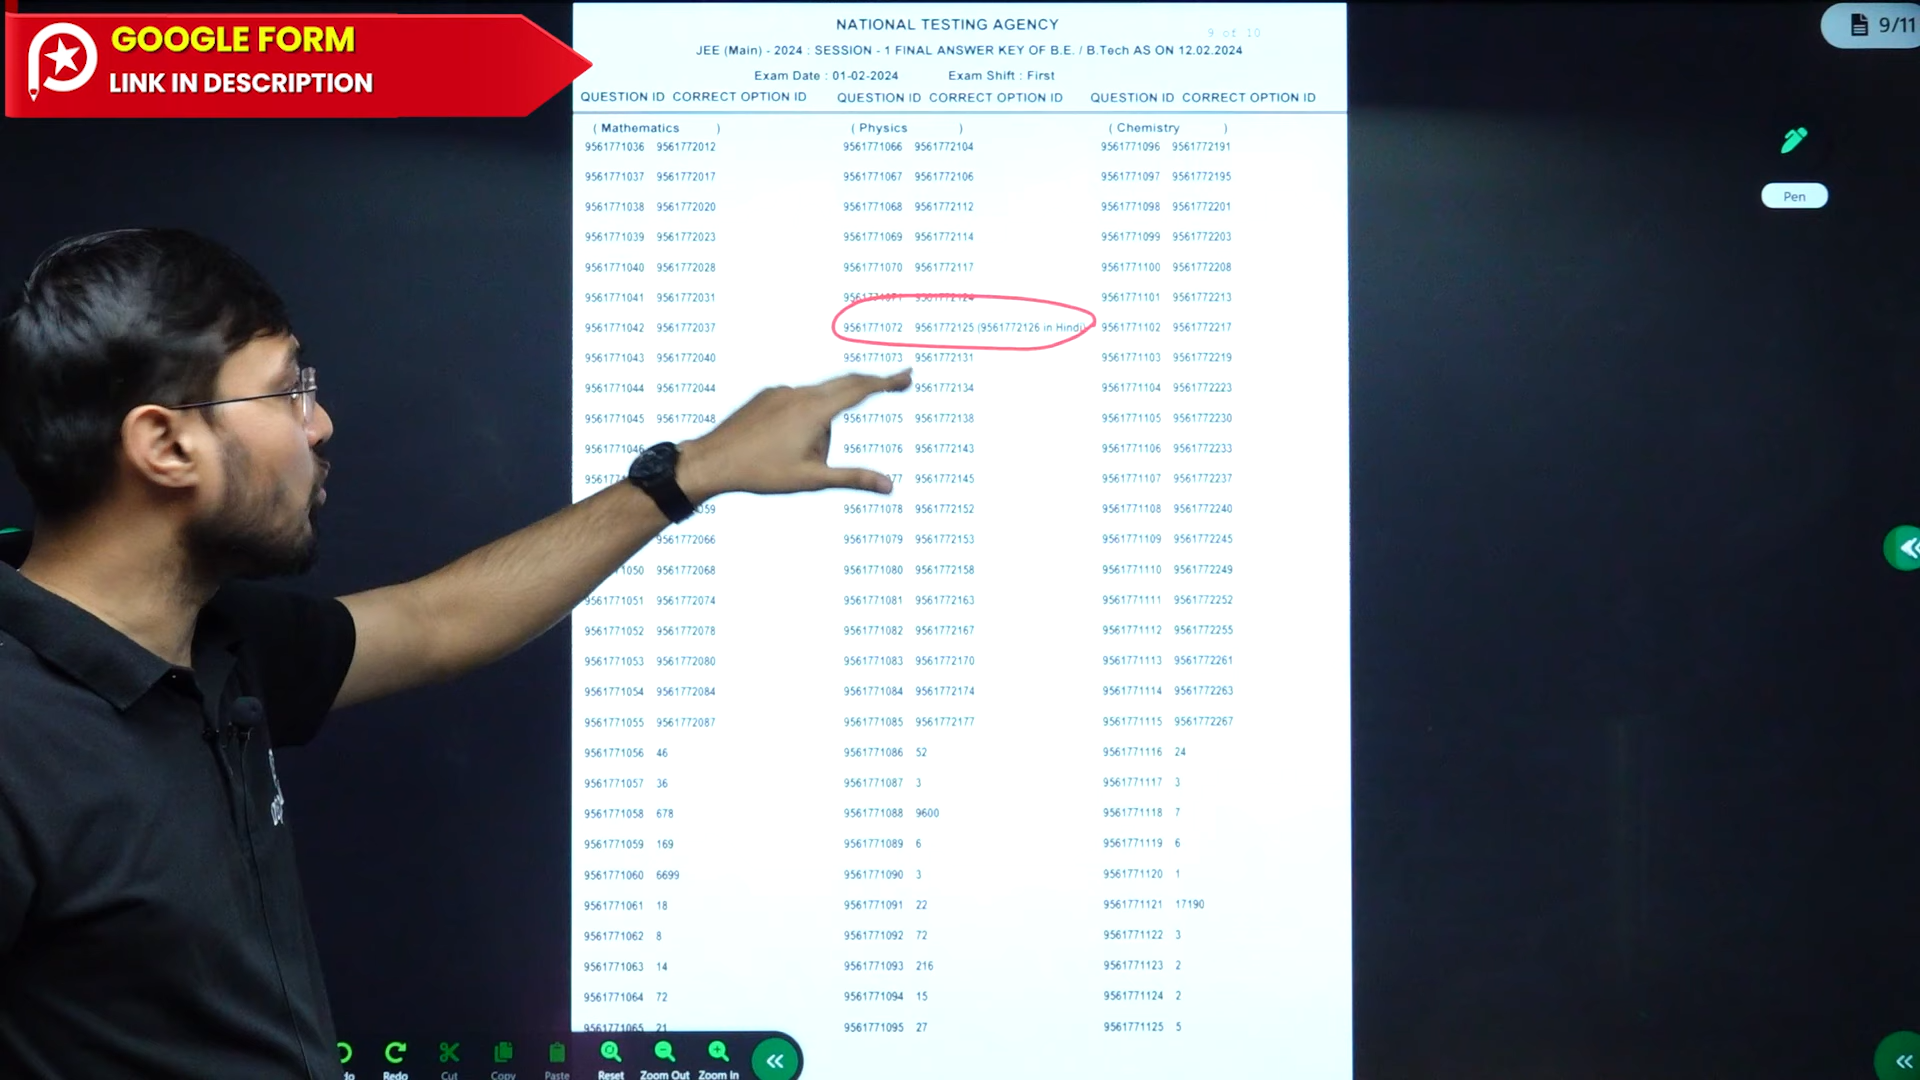 GOOGLE FORM
LINK IN DESCRIPTION
9/11
Pen
NATIONAL TESTING AGENCY
9 of 10
JEE (Main) - 2024 : SESSION - 1 FINAL ANSWER KEY OF B.E. / B.Tech AS ON 12.02.2024
Exam Date : 01-02-2024 Exam Shift : First
QUESTION ID CORRECT OPTION ID QUESTION ID CORRECT OPTION ID QUESTION ID CORRECT OPTION ID
( Mathematics ) ( Physics ) ( Chemistry )
9561771036 9561772012 9561771066 9561772104 9561771096 9561772191
9561771037 9561772017 9561771067 9561772106 9561771097 9561772195
9561771038 9561772020 9561771068 9561772112 9561771098 9561772201
9561771039 9561772023 9561771069 9561772114 9561771099 9561772203
9561771040 9561772028 9561771070 9561772117 9561771100 9561772208
9561771041 9561772031 9561771071 9561772124 9561771101 9561772213
9561771042 9561772037 9561771072 9561772125 (9561772126 in Hindi) 9561771102 9561772217
9561771043 9561772040 9561771073 9561772131 9561771103 9561772219
9561771044 9561772044 9561772134 9561771104 9561772223
9561771045 9561772048 9561771075 9561772138 9561771105 9561772230
9561771046 9561771076 9561772143 9561771106 9561772233
9561772145 9561771107 9561772237
9561771078 9561772152 9561771108 9561772240
9561772066 9561771079 9561772153 9561771109 9561772245
9561772068 9561771080 9561772158 9561771110 9561772249
9561771051 9561772074 9561771081 9561772163 9561771111 9561772252
9561771052 9561772078 9561771082 9561772167 9561771112 9561772255
9561771053 9561772080 9561771083 9561772170 9561771113 9561772261
9561771054 9561772084 9561771084 9561772174 9561771114 9561772263
9561771055 9561772087 9561771085 9561772177 9561771115 9561772267
9561771056 46 9561771086 52 9561771116 24
9561771057 36 9561771087 3 9561771117 3
9561771058 678 9561771088 9600 9561771118 7
9561771059 169 9561771089 6 9561771119 6
9561771060 6699 9561771090 3 9561771120 1
9561771061 18 9561771091 22 9561771121 17190
9561771062 8 9561771092 72 9561771122 3
9561771063 14 9561771093 216 9561771123 2
9561771064 72 9561771094 15 9561771124 2
9561771065 21 9561771095 27 9561771125 5
Redo Cut Copy Paste Reset Zoom Out Zoom In